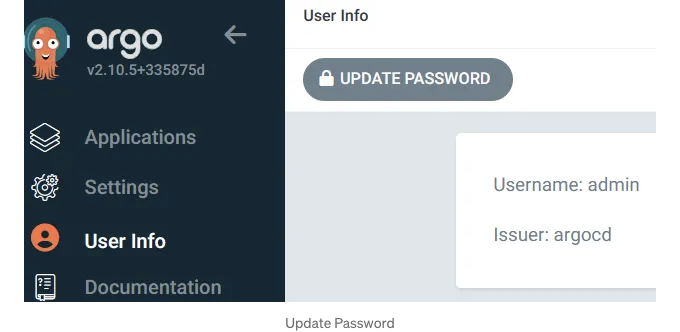 argo
v2.10.5+335875d
Applications
Settings
User Info
Documentation
User Info
UPDATE PASSWORD
Username: admin
Issuer: argocd
Update Password